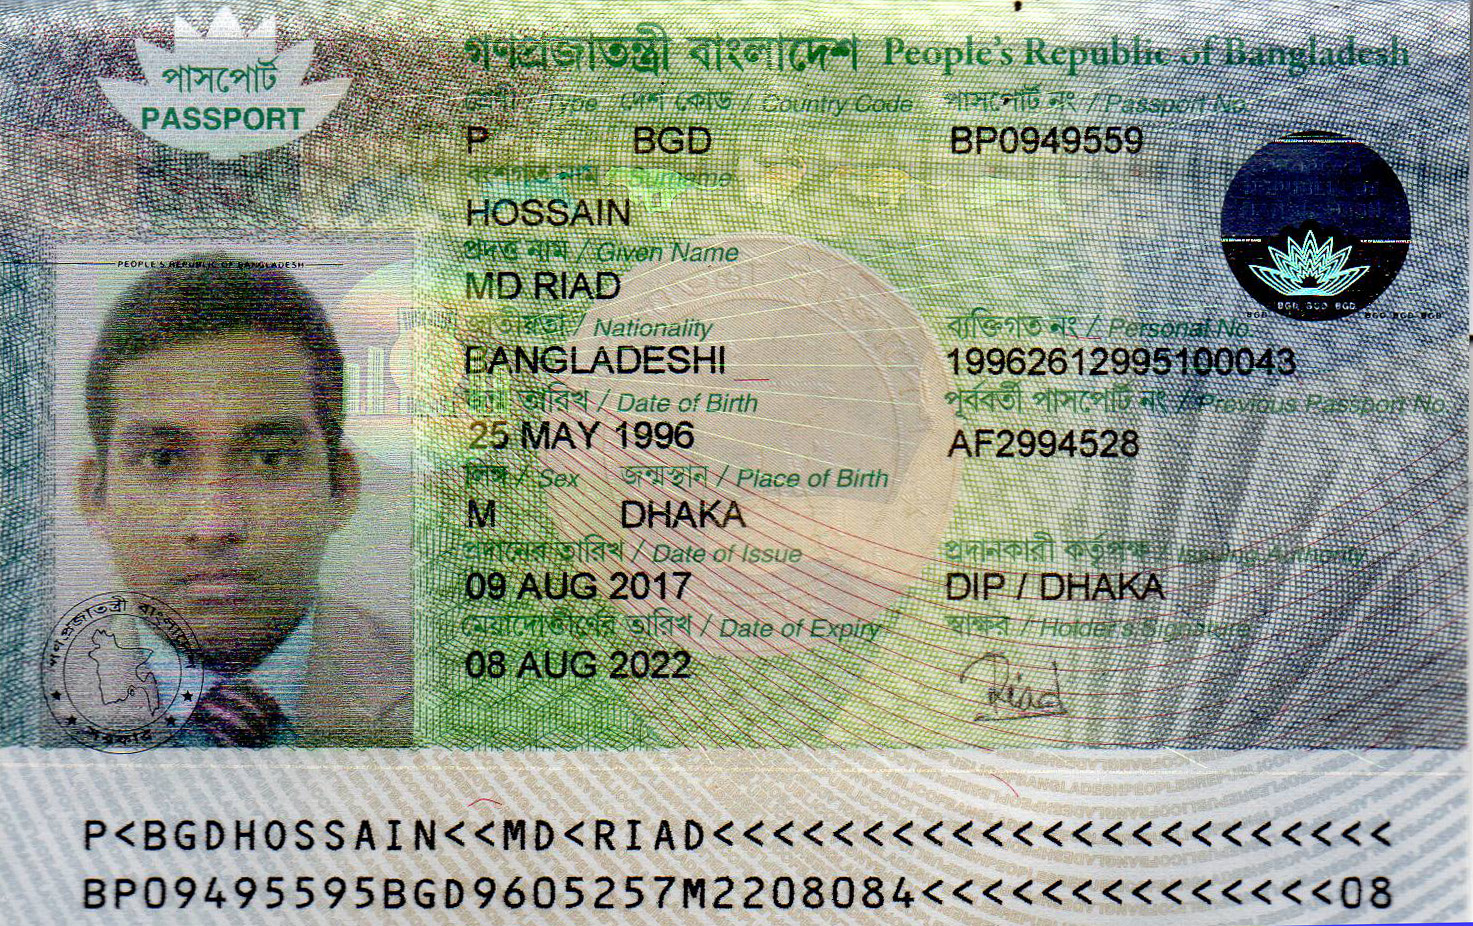 পাসপোর্ট
PASSPORT
গণপ্রজাতন্ত্রী বাংলাদেশ People's Republic of Bangladesh
শ্রেণী / Type দেশ কোড / Country Code পাসপোর্ট নং / Passport No.
P BGD BP0949559
বংশগত নাম / Surname
HOSSAIN
প্রদত্ত নাম / Given Name
MD RIAD
জাতীয়তা / Nationality ব্যক্তিগত নং / Personal No.
BANGLADESHI 19962612995100043
জন্ম তারিখ / Date of Birth পূর্ববর্তী পাসপোর্ট নং / Previous Passport No.
25 MAY 1996 AF2994528
লিঙ্গ / Sex জন্মস্থান / Place of Birth
M DHAKA
প্রদানের তারিখ / Date of Issue প্রদানকারী কর্তৃপক্ষ / Issuing Authority
09 AUG 2017 DIP / DHAKA
মেয়াদোত্তীর্ণের তারিখ / Date of Expiry স্বাক্ষর / Holder's Signature
08 AUG 2022 Riad
PEOPLE'S REPUBLIC OF BANGLADESH
গণপ্রজাতন্ত্রী বাংলাদেশ
সরকার
BGD BGD BGD
P<BGDHOSSAIN<<MD<RIAD<<<<<<<<<<<<<<<<<<<<<<<
BP09495595BGD9605257M2208084<<<<<<<<<<<<<<08